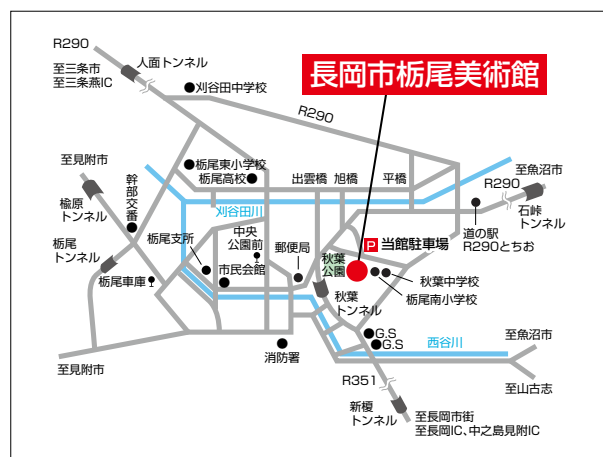 R290
至三条市
至三条燕IC
人面トンネル
刈谷田中学校
長岡市栃尾美術館
R290
至見附市
幹部交番
楡原
トンネル
栃尾東小学校
栃尾高校
出雲橋
旭橋
平橋
至魚沼市
R290
石峠
トンネル
刈谷田川
道の駅
R290とちお
栃尾
トンネル
栃尾支所
中央
公園前
郵便局
P 当館駐車場
秋葉
公園
秋葉中学校
栃尾南小学校
栃尾車庫
市民会館
秋葉
トンネル
G.S
G.S
西谷川
至魚沼市
消防署
至見附市
R351
至山古志
新榎
トンネル
至長岡市街
至長岡IC、中之島見附IC